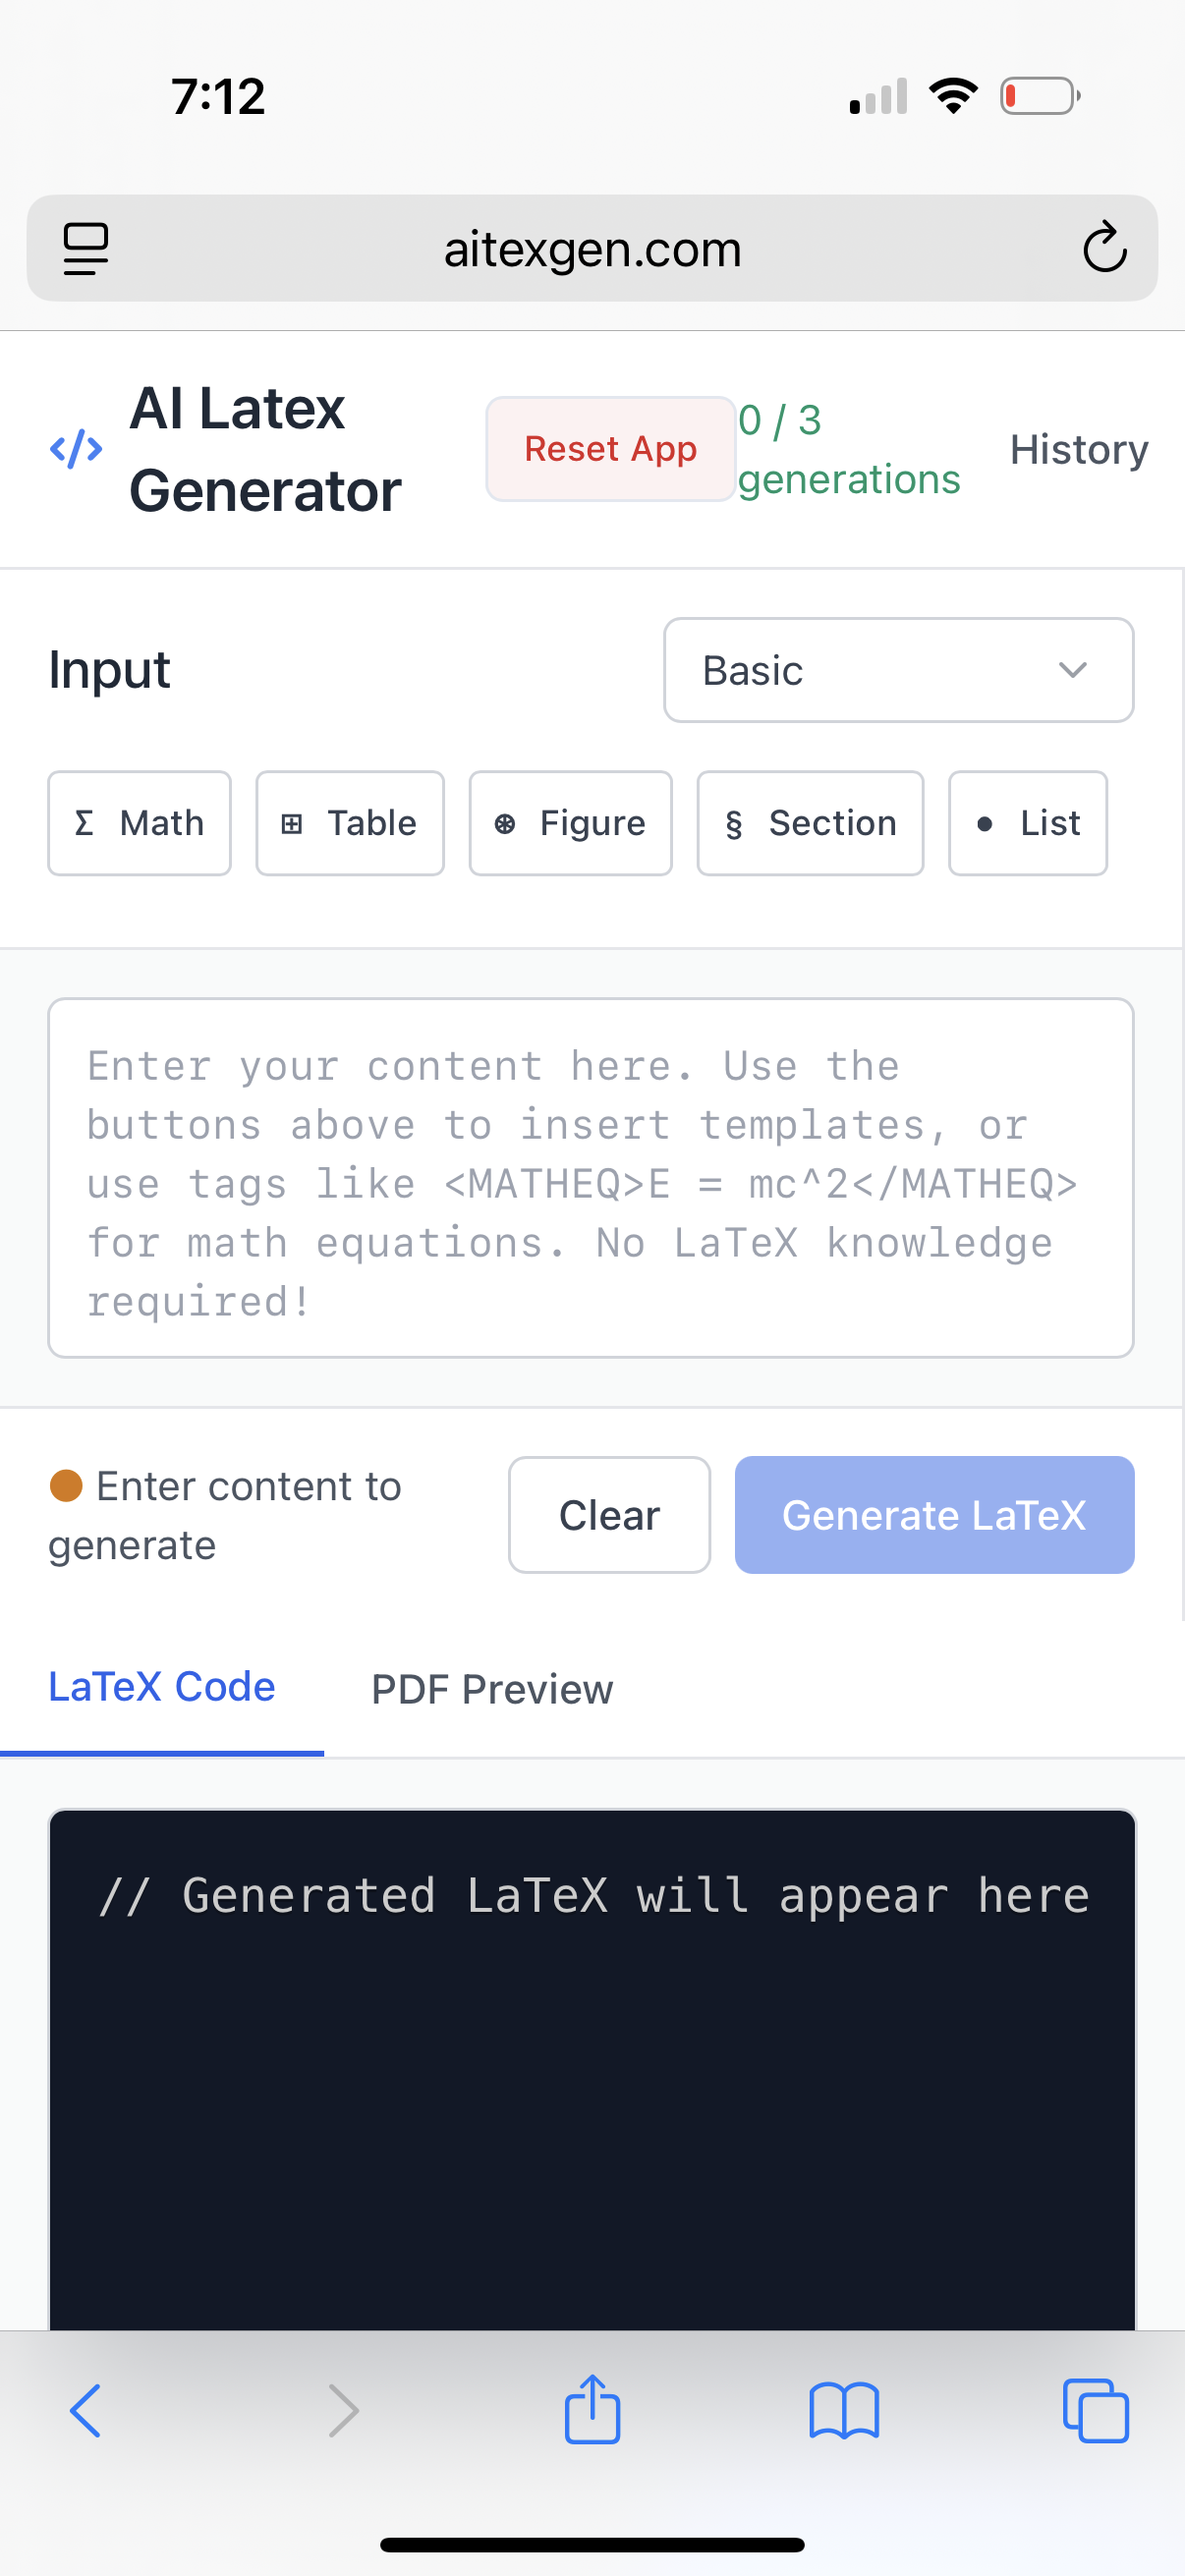 7:12
aitexgen.com
</> AI Latex
Generator
Reset App
0 / 3
generations
History
Input
Basic
Σ Math
⊞ Table
⊛ Figure
§ Section
• List
Enter your content here. Use the
buttons above to insert templates, or
use tags like <MATHEQ>E = mc^2</MATHEQ>
for math equations. No LaTeX knowledge
required!
Enter content to
generate
Clear
Generate LaTeX
LaTeX Code
PDF Preview
// Generated LaTeX will appear here